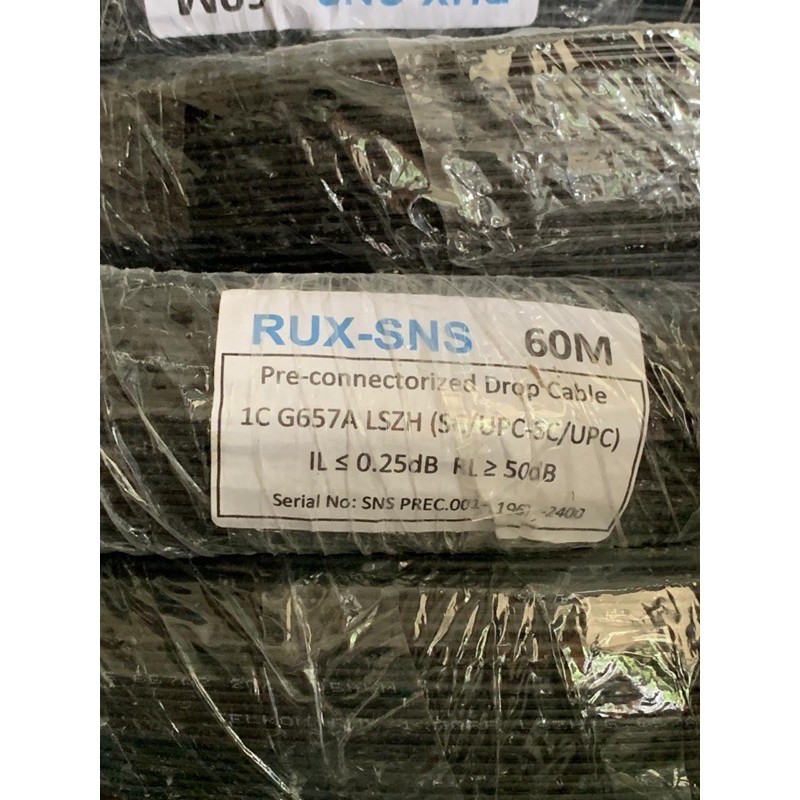 RUX-SNS 60M
Pre-connectorized Drop Cable
1C G657A LSZH (SC/UPC-SC/UPC)
IL ≤ 0.25dB RL ≥ 50dB
Serial No: SNS PREC.001- -2400